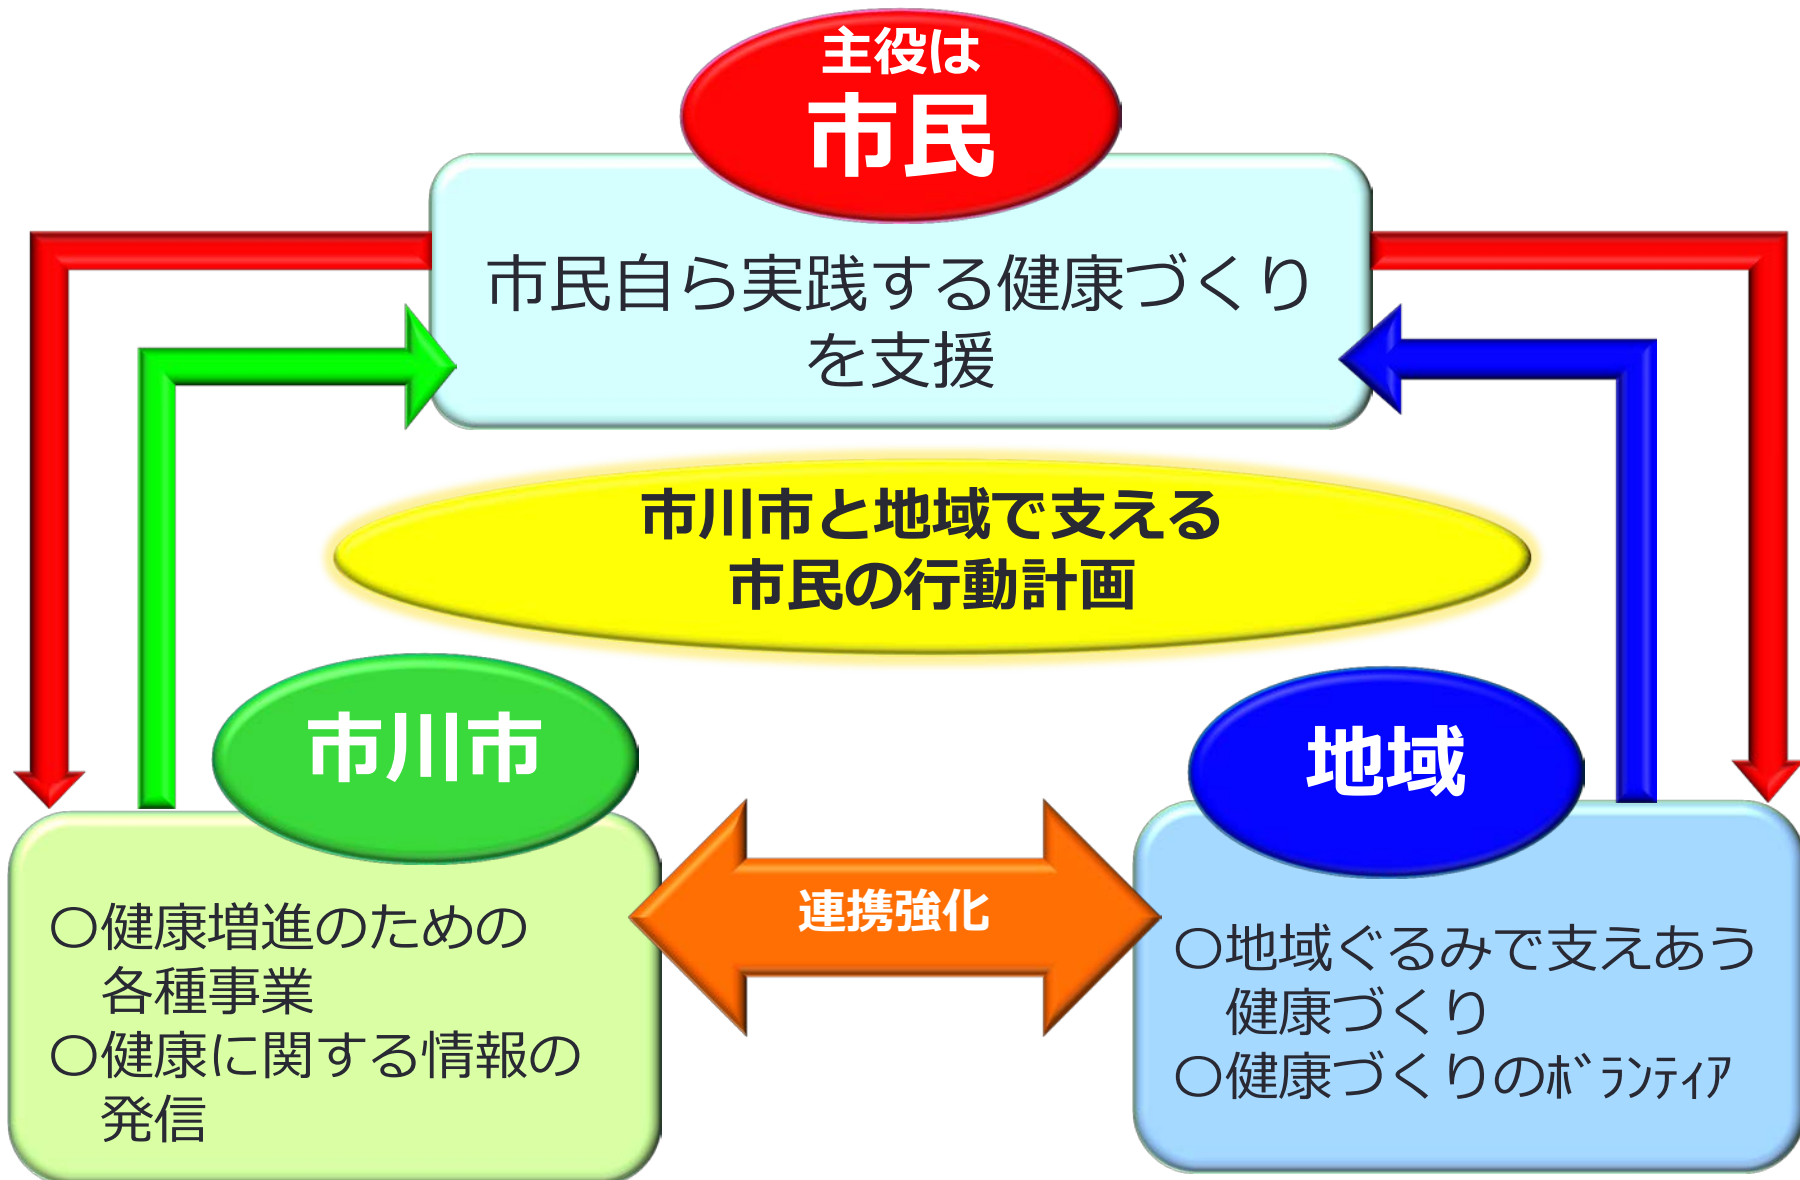 主役は
市民
市民自ら実践する健康づくり
を支援
市川市と地域で支える
市民の行動計画
市川市
〇健康増進のための
各種事業
〇健康に関する情報の
発信
連携強化
地域
〇地域ぐるみで支えあう
健康づくり
〇健康づくりのﾎﾞﾗﾝﾃｨｱ